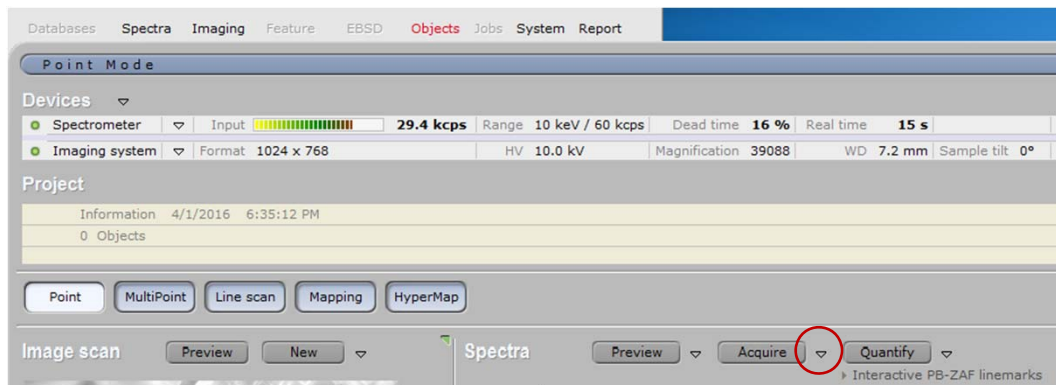 Databases Spectra Imaging Feature EBSD Objects Jobs System Report
Point Mode
Devices
Spectrometer Input 29.4 kcps Range 10 keV / 60 kcps Dead time 16 % Real time 15 s
Imaging system Format 1024 x 768 HV 10.0 kV Magnification 39088 WD 7.2 mm Sample tilt 0°
Project
Information 4/1/2016 6:35:12 PM
0 Objects
Point MultiPoint Line scan Mapping HyperMap
Image scan Preview New Spectra Preview Acquire Quantify
Interactive PB-ZAF linemarks